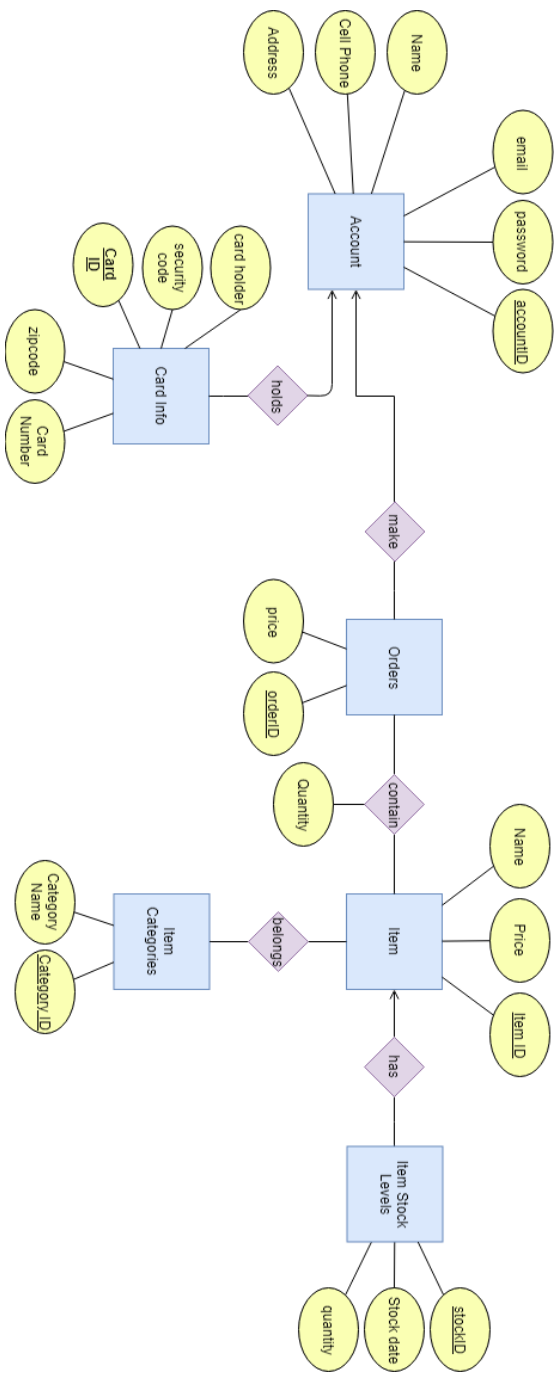 email
password
accountID
Name
Price
Item ID
Name
Cell Phone
Address
Account
make
Orders
contain
Item
has
Item Stock
Levels
stockID
Stock date
quantity
Quantity
price
orderID
holds
belongs
card holder
security
code
Card
ID
Card Info
Item
Categories
zipcode
Card
Number
Category
Name
Category ID